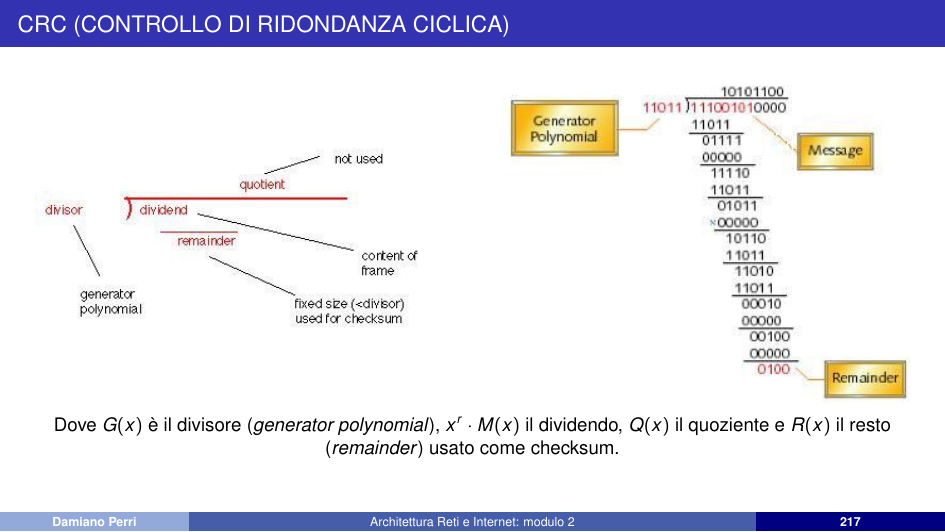 CRC (CONTROLLO DI RIDONDANZA CICLICA)
not used
quotient
divisor
dividend
remainder
content of
frame
generator
polynomial
fixed size (<divisor)
used for checksum
10101100
11011 )111001010000
Generator
Polynomial
Message
11011
01111
00000
11110
11011
01011
00000
10110
11011
11010
11011
00010
00000
00100
00000
0100
Remainder
Dove G(x) è il divisore (generator polynomial), x^r · M(x) il dividendo, Q(x) il quoziente e R(x) il resto
(remainder) usato come checksum.
Damiano Perri
Architettura Reti e Internet: modulo 2
217